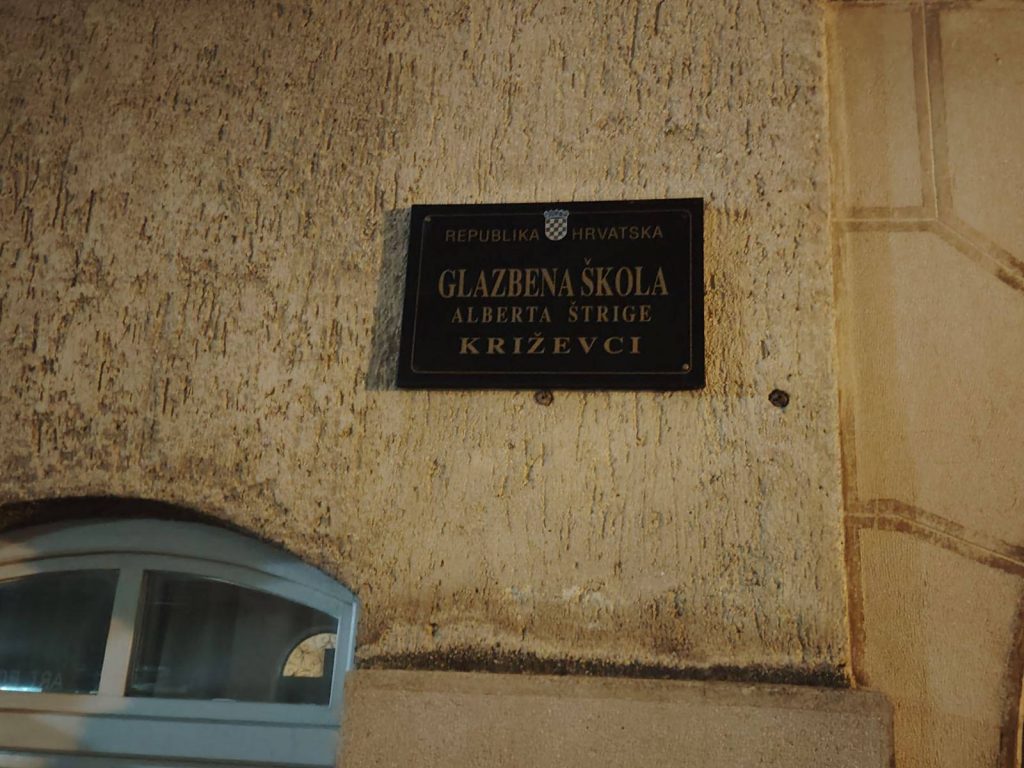 REPUBLIKA HRVATSKA
GLAZBENA ŠKOLA
ALBERTA ŠTRIGE
KRIŽEVCI